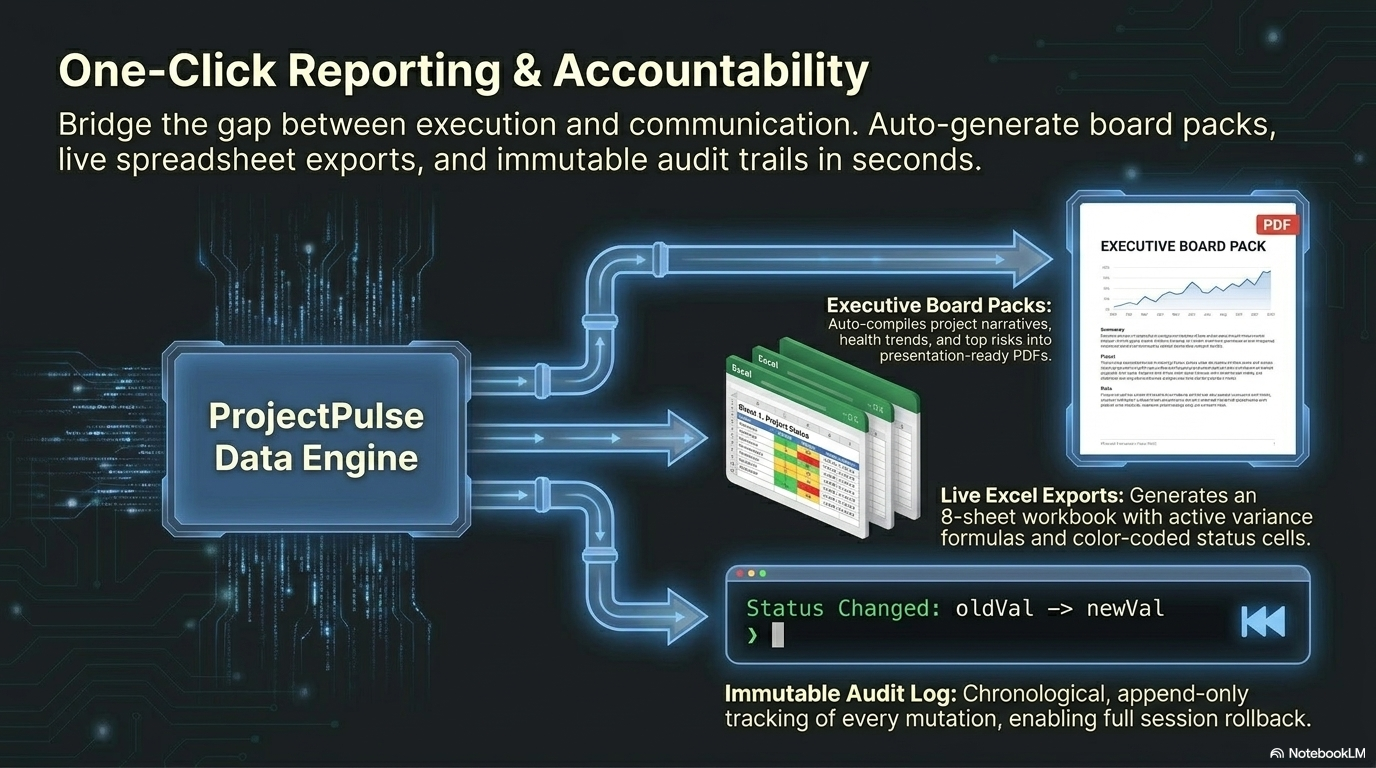 One-Click Reporting & Accountability
Bridge the gap between execution and communication. Auto-generate board packs,
live spreadsheet exports, and immutable audit trails in seconds.
ProjectPulse
Data Engine
PDF
EXECUTIVE BOARD PACK
Summary
Executive Board Packs:
Auto-compiles project narratives,
health trends, and top risks into
presentation-ready PDFs.
Live Excel Exports: Generates an
8-sheet workbook with active variance
formulas and color-coded status cells.
Status Changed: oldVal –> newVal
❯
Immutable Audit Log: Chronological, append-only
tracking of every mutation, enabling full session rollback.
NotebookLM